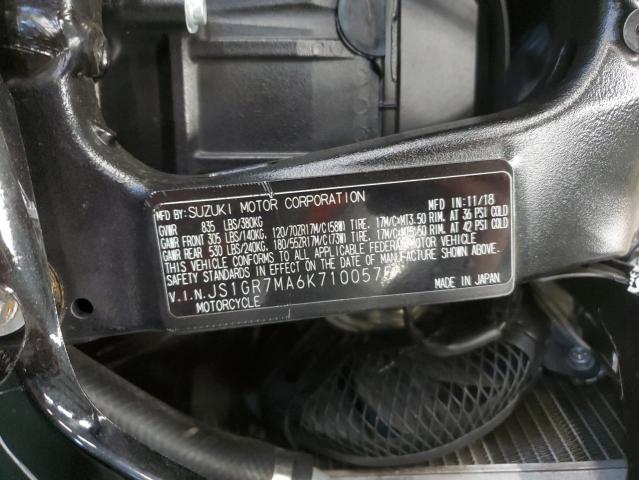 MFD BY:SUZUKI MOTOR CORPORATION MFD IN:11/18
GVWR 835 LBS/380KG
GAWR FRONT 305 LBS/140KG, 120/70ZR17M/C(58W) TIRE, 17M/C×MT3.50 RIM, AT 36 PSI COLD
GAWR REAR 530 LBS/240KG, 180/55ZR17M/C(73W) TIRE, 17M/C×MT5.50 RIM, AT 42 PSI COLD
THIS VEHICLE CONFORMS TO ALL APPLICABLE FEDERAL MOTOR VEHICLE
SAFETY STANDARDS IN EFFECT ON THE DATE OF MANUFACTURE SHOWN ABOVE.
V.I.N. MADE IN JAPAN
MOTORCYCLE